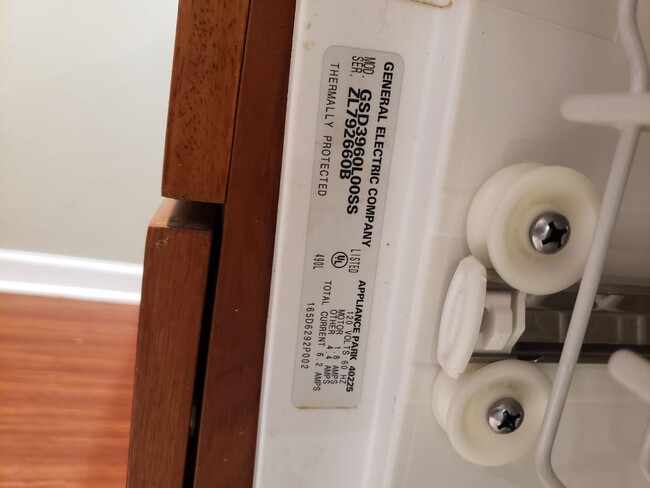 GENERAL ELECTRIC COMPANY
MOD. GSD3960L00SS
SER. ZL792660B
THERMALLY PROTECTED
LISTED
UL
490L
APPLIANCE PARK 40225
120 VOLTS 60 HZ
MOTOR 1.8 AMPS
OTHER 4.4 AMPS
TOTAL CURRENT 6.2 AMPS
165D6292P002